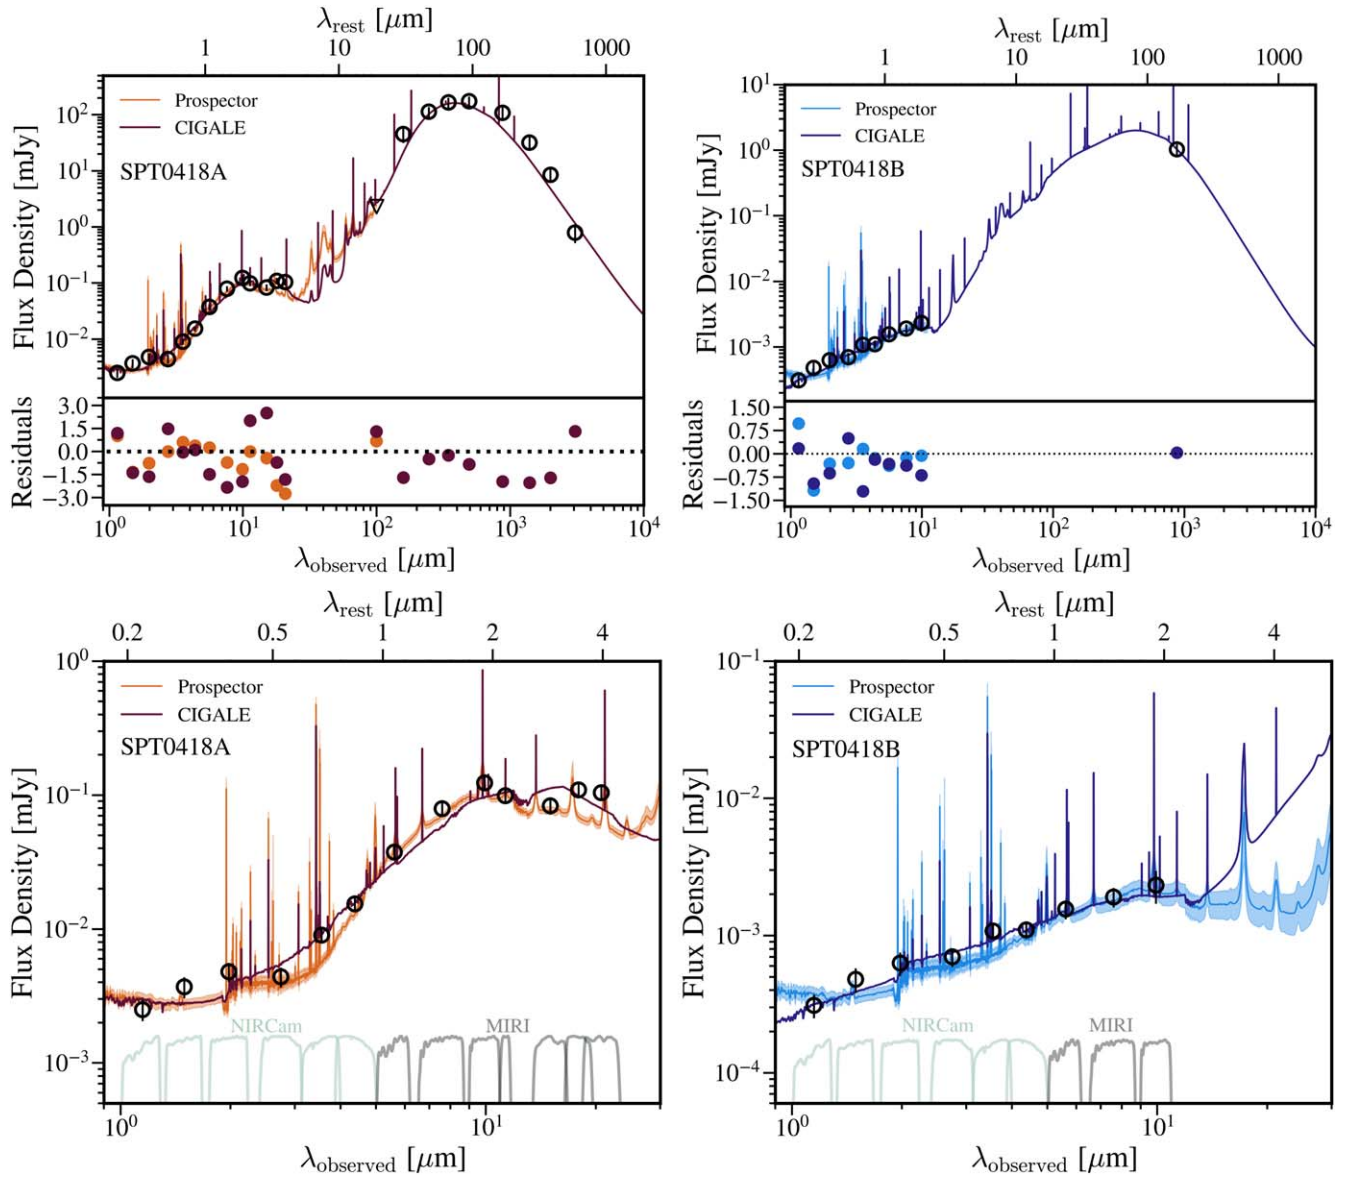 λrest [μm]
1 10 100 1000
10² 10¹ 10⁰ 10⁻¹ 10⁻²
Flux Density [mJy]
Prospector
CIGALE
SPT0418A
3.0 1.5 0.0 −1.5 −3.0
Residuals
10⁰ 10¹ 10² 10³ 10⁴
λobserved [μm]
λrest [μm]
1 10 100 1000
10¹ 10⁰ 10⁻¹ 10⁻² 10⁻³
Flux Density [mJy]
Prospector
CIGALE
SPT0418B
1.50 0.75 0.00 −0.75 −1.50
Residuals
10⁰ 10¹ 10² 10³ 10⁴
λobserved [μm]
λrest [μm]
0.2 0.5 1 2 4
10⁰ 10⁻¹ 10⁻² 10⁻³
Flux Density [mJy]
Prospector
CIGALE
SPT0418A
NIRCam MIRI
10⁰ 10¹
λobserved [μm]
λrest [μm]
0.2 0.5 1 2 4
10⁻¹ 10⁻² 10⁻³ 10⁻⁴
Flux Density [mJy]
Prospector
CIGALE
SPT0418B
NIRCam MIRI
10⁰ 10¹
λobserved [μm]